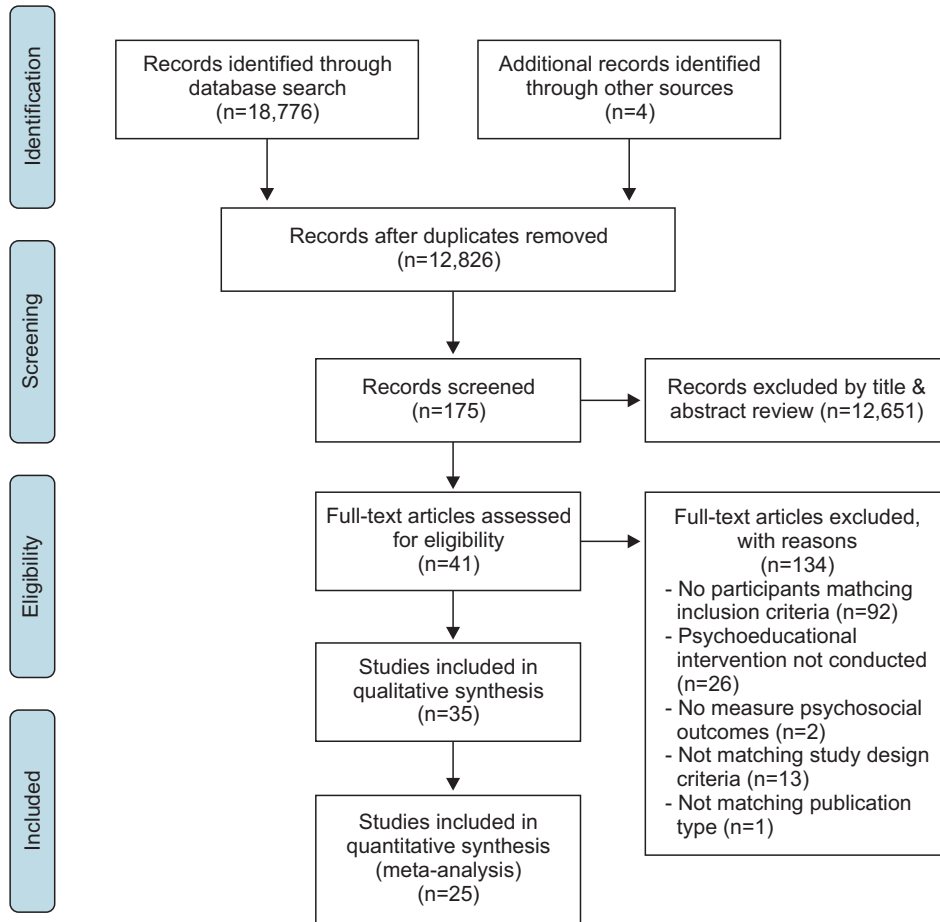 Identification
Records identified through
database search
(n=18,776)
Additional records identified
through other sources
(n=4)
Records after duplicates removed
(n=12,826)
Screening
Records screened
(n=175)
Records excluded by title &
abstract review (n=12,651)
Eligibility
Full-text articles assessed
for eligibility
(n=41)
Full-text articles excluded,
with reasons
(n=134)
- No participants mathcing
inclusion criteria (n=92)
- Psychoeducational
intervention not conducted
(n=26)
- No measure psychosocial
outcomes (n=2)
- Not matching study design
criteria (n=13)
- Not matching publication
type (n=1)
Studies included in
qualitative synthesis
(n=35)
Included
Studies included in
quantitative synthesis
(meta-analysis)
(n=25)